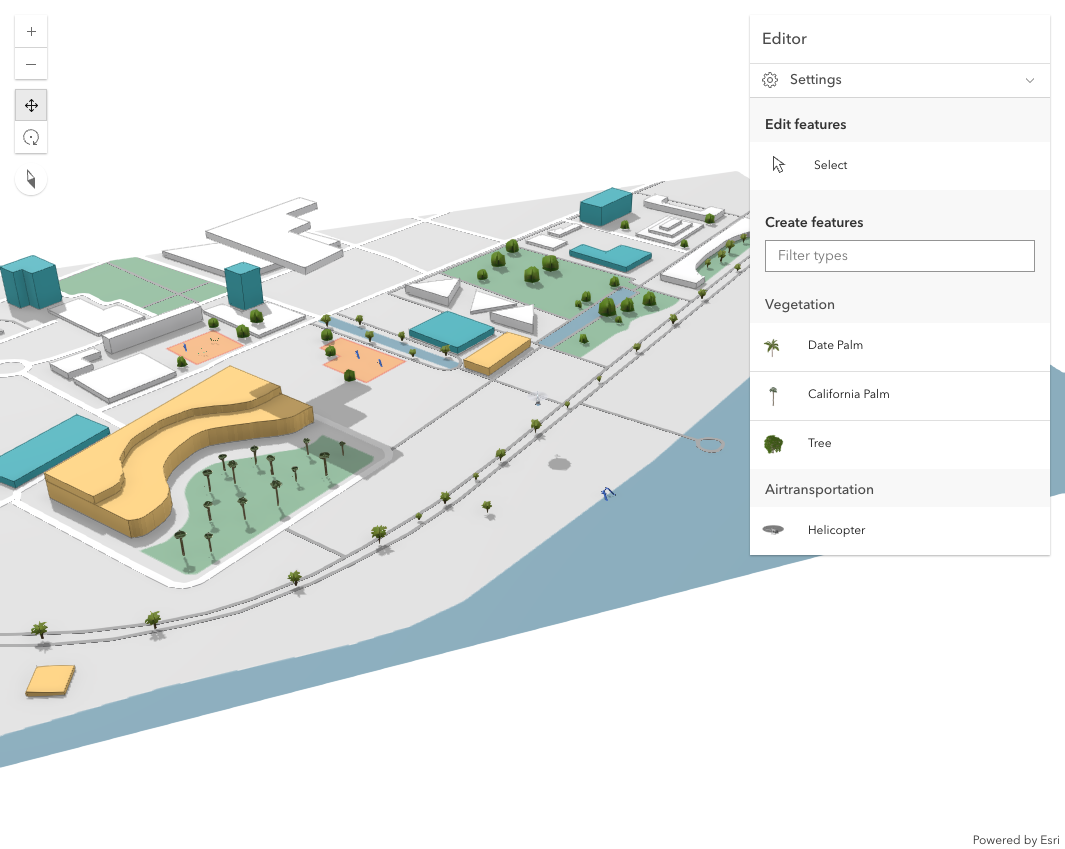 Editor
Settings
Edit features
Select
Create features
Filter types
Vegetation
Date Palm
California Palm
Tree
Airtransportation
Helicopter
Powered by Esri